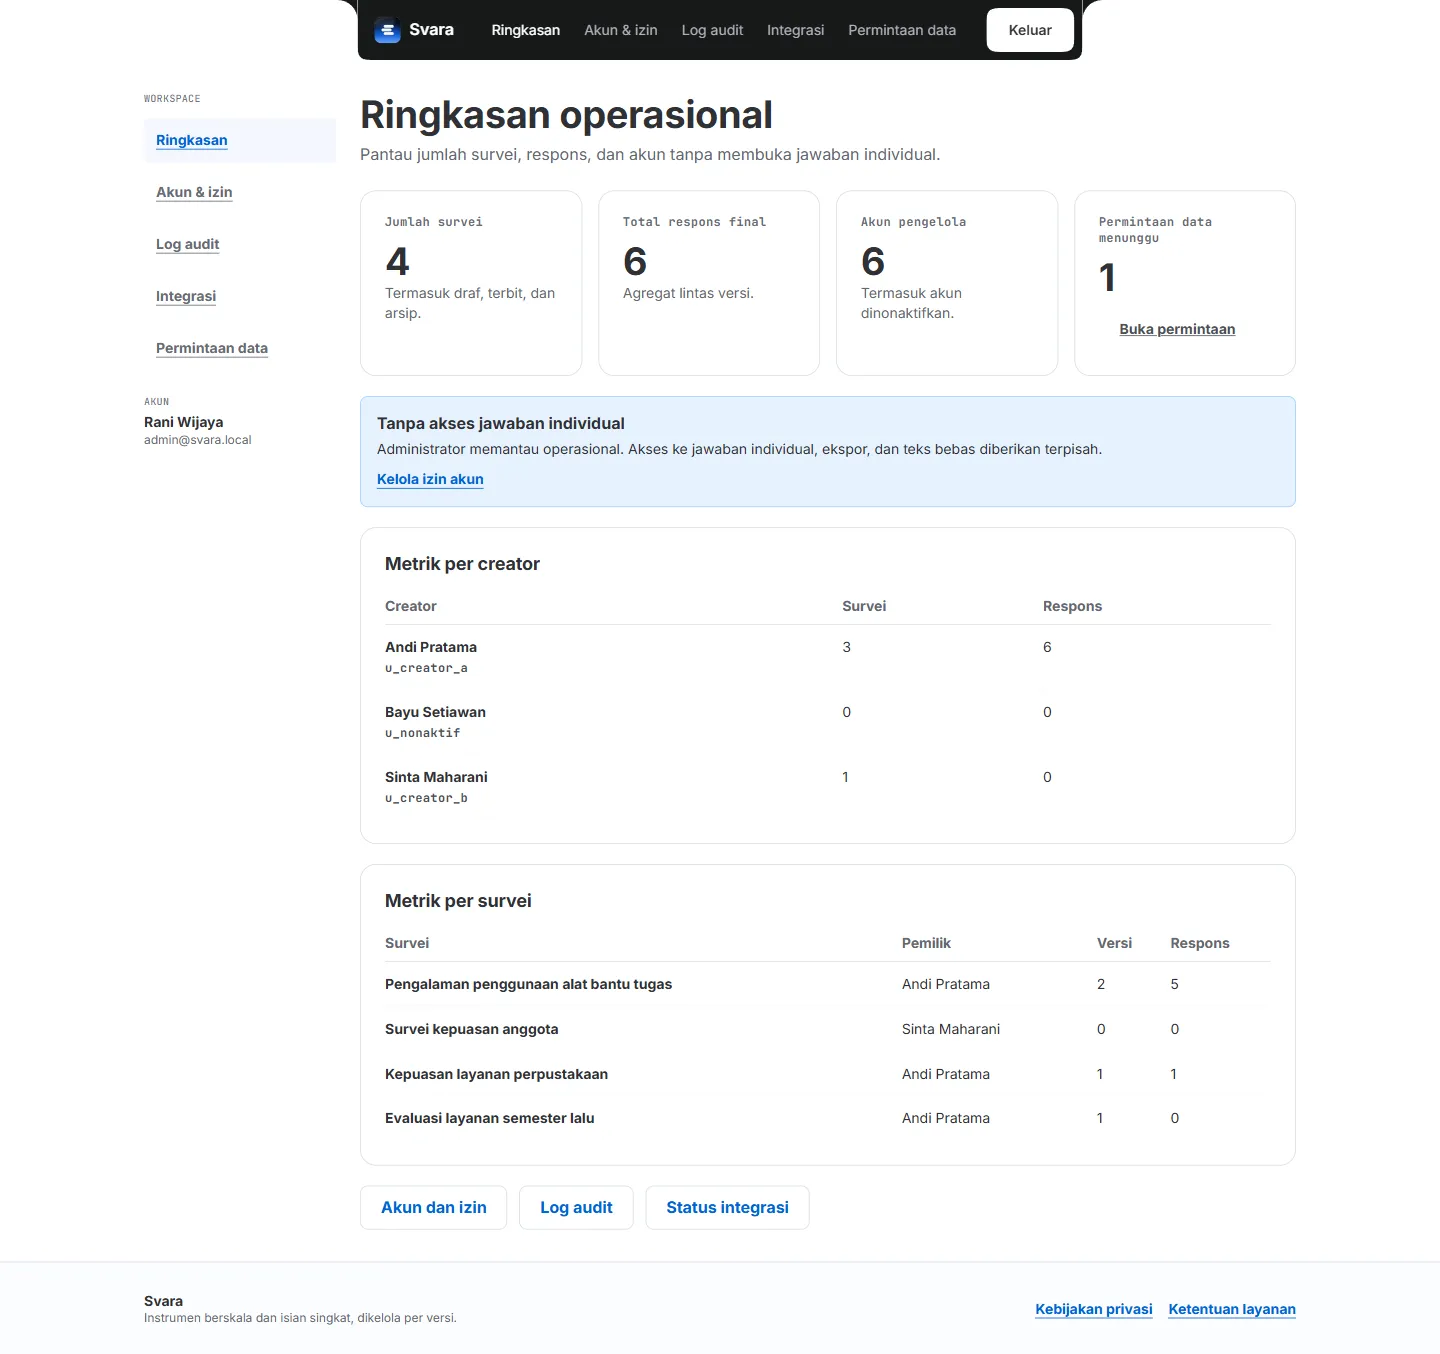 Svara
Ringkasan
Akun & izin
Log audit
Integrasi
Permintaan data
Keluar
WORKSPACE
Ringkasan
Akun & izin
Log audit
Integrasi
Permintaan data
AKUN
Rani Wijaya
admin@svara.local
Ringkasan operasional
Pantau jumlah survei, respons, dan akun tanpa membuka jawaban individual.
Jumlah survei
4
Termasuk draf, terbit, dan
arsip.
Total respons final
6
Agregat lintas versi.
Akun pengelola
6
Termasuk akun
dinonaktifkan.
Permintaan data
menunggu
1
Buka permintaan
Tanpa akses jawaban individual
Administrator memantau operasional. Akses ke jawaban individual, ekspor, dan teks bebas diberikan terpisah.
Kelola izin akun
Metrik per creator
Creator Survei Respons
Andi Pratama 3 6
u_creator_a
Bayu Setiawan 0 0
u_nonaktif
Sinta Maharani 1 0
u_creator_b
Metrik per survei
Survei Pemilik Versi Respons
Pengalaman penggunaan alat bantu tugas Andi Pratama 2 5
Survei kepuasan anggota Sinta Maharani 0 0
Kepuasan layanan perpustakaan Andi Pratama 1 1
Evaluasi layanan semester lalu Andi Pratama 1 0
Akun dan izin
Log audit
Status integrasi
Svara
Instrumen berskala dan isian singkat, dikelola per versi.
Kebijakan privasi
Ketentuan layanan